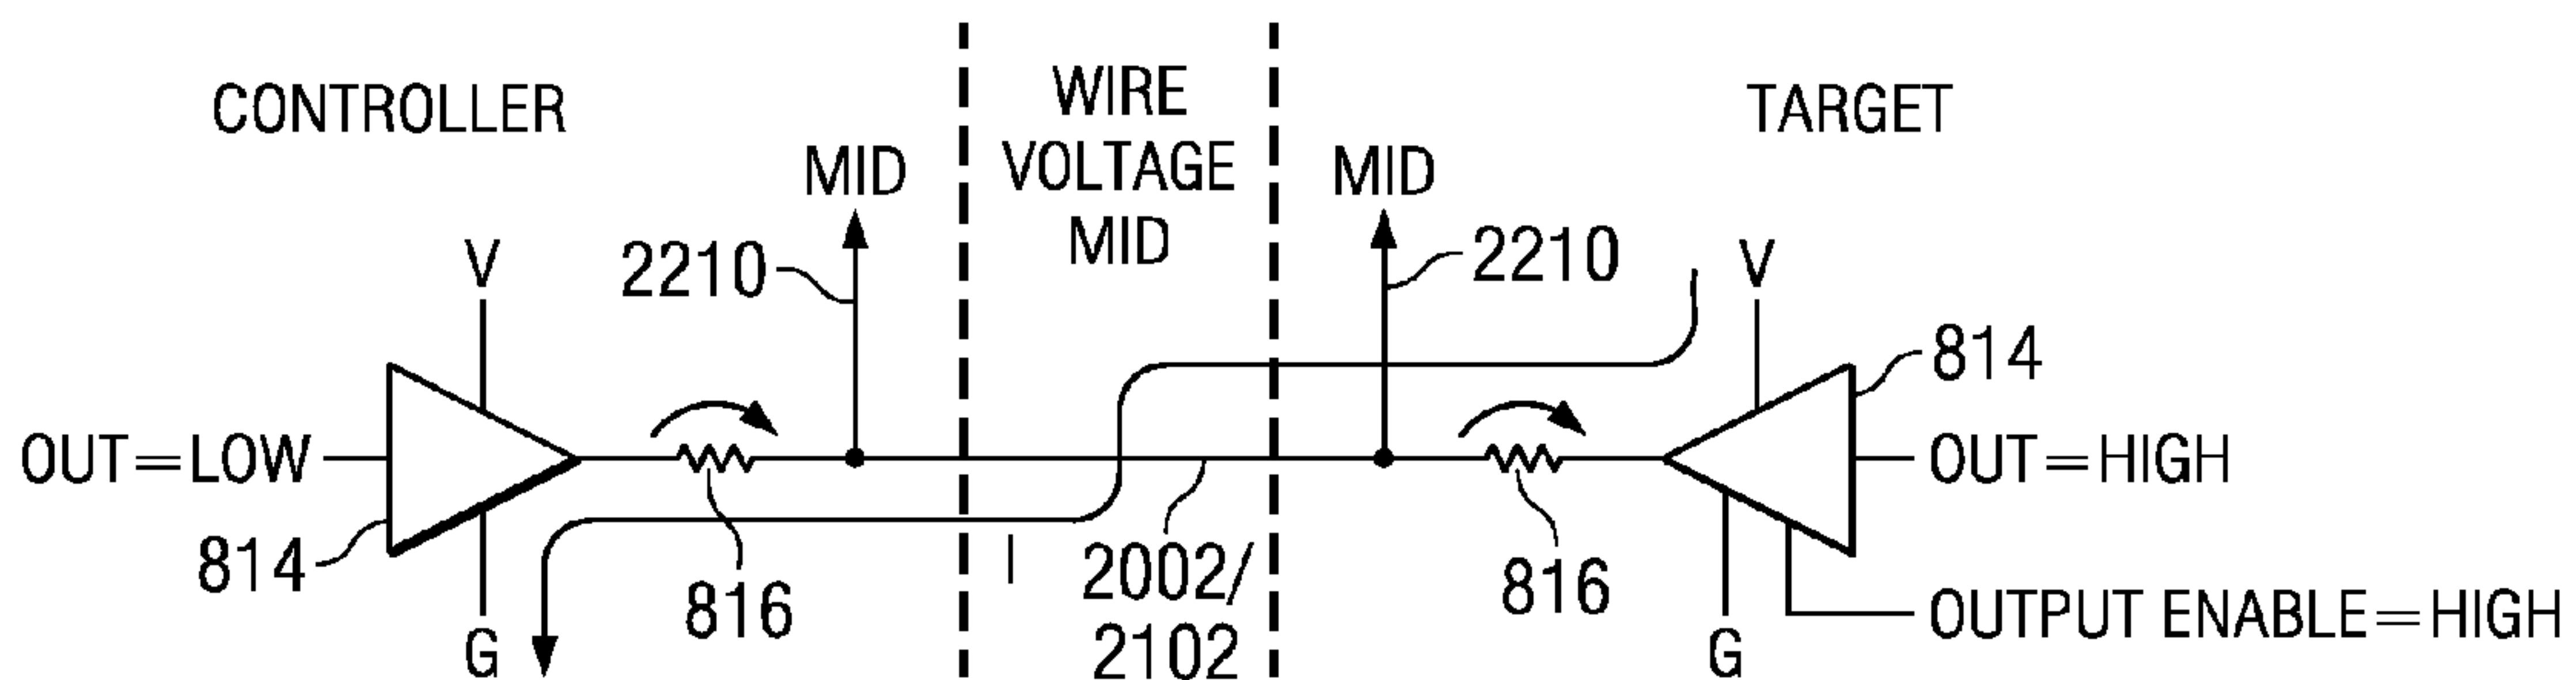 CONTROLLER
WIRE
VOLTAGE
MID
TARGET
MID
MID
V
2210
2210
V
814
OUT=LOW
OUT=HIGH
814
816
I
2002/
2102
816
OUTPUT ENABLE=HIGH
G
G